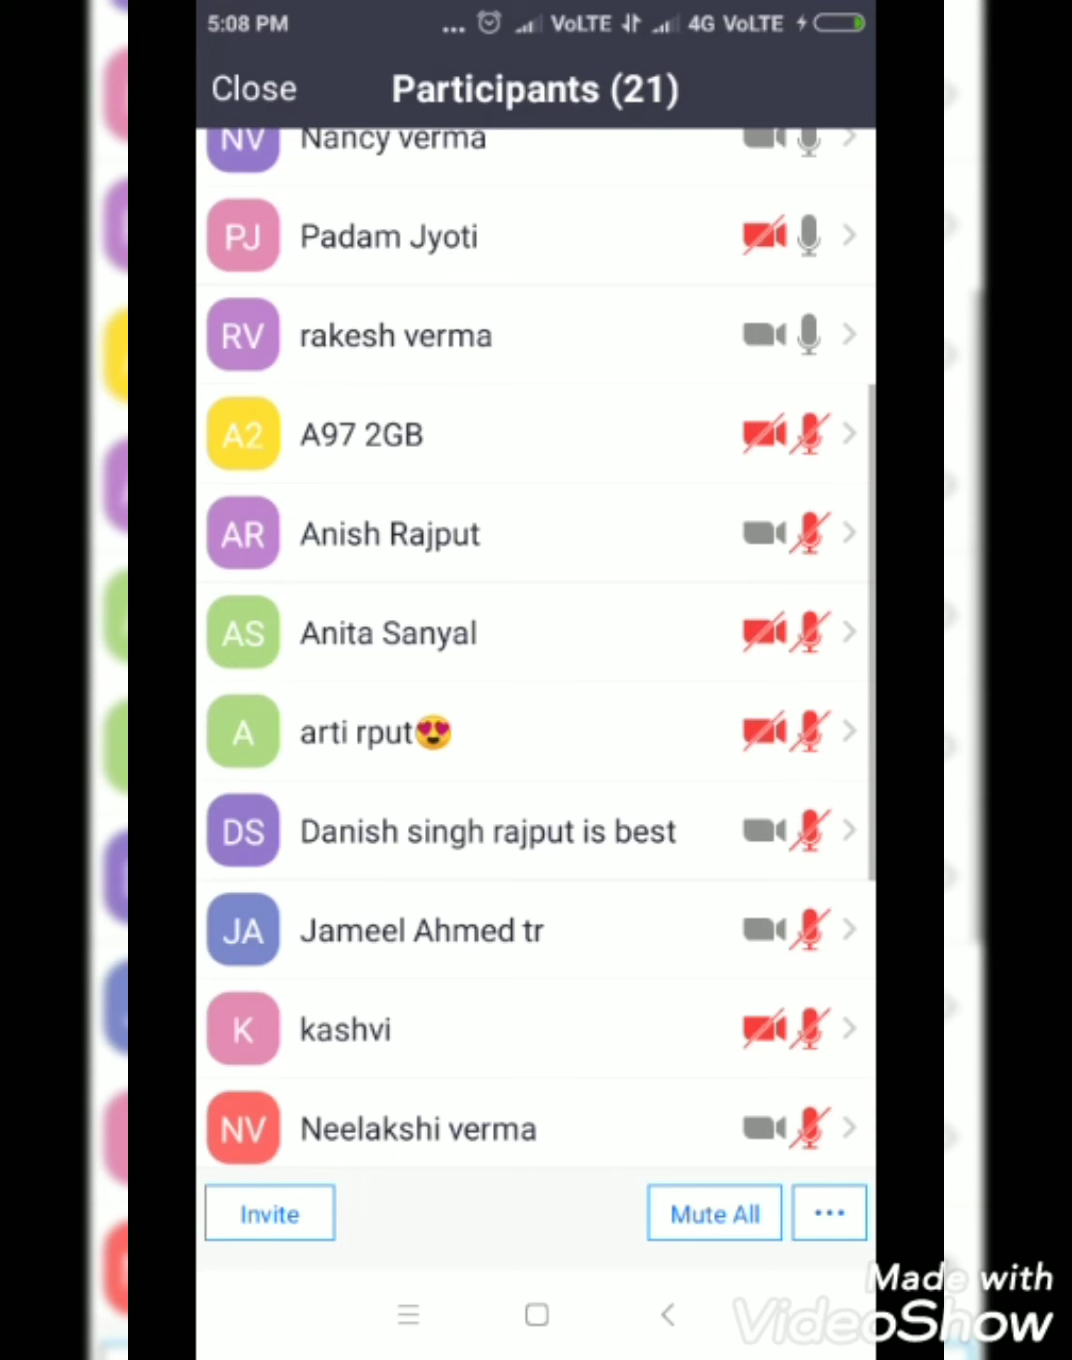 5:08 PM ... VoLTE 4G VoLTE
Close Participants (21)
NV Nancy verma
PJ Padam Jyoti
RV rakesh verma
A2 A97 2GB
AR Anish Rajput
AS Anita Sanyal
A arti rput😍
DS Danish singh rajput is best
JA Jameel Ahmed tr
K kashvi
NV Neelakshi verma
Invite Mute All ...
Made with
VideoShow